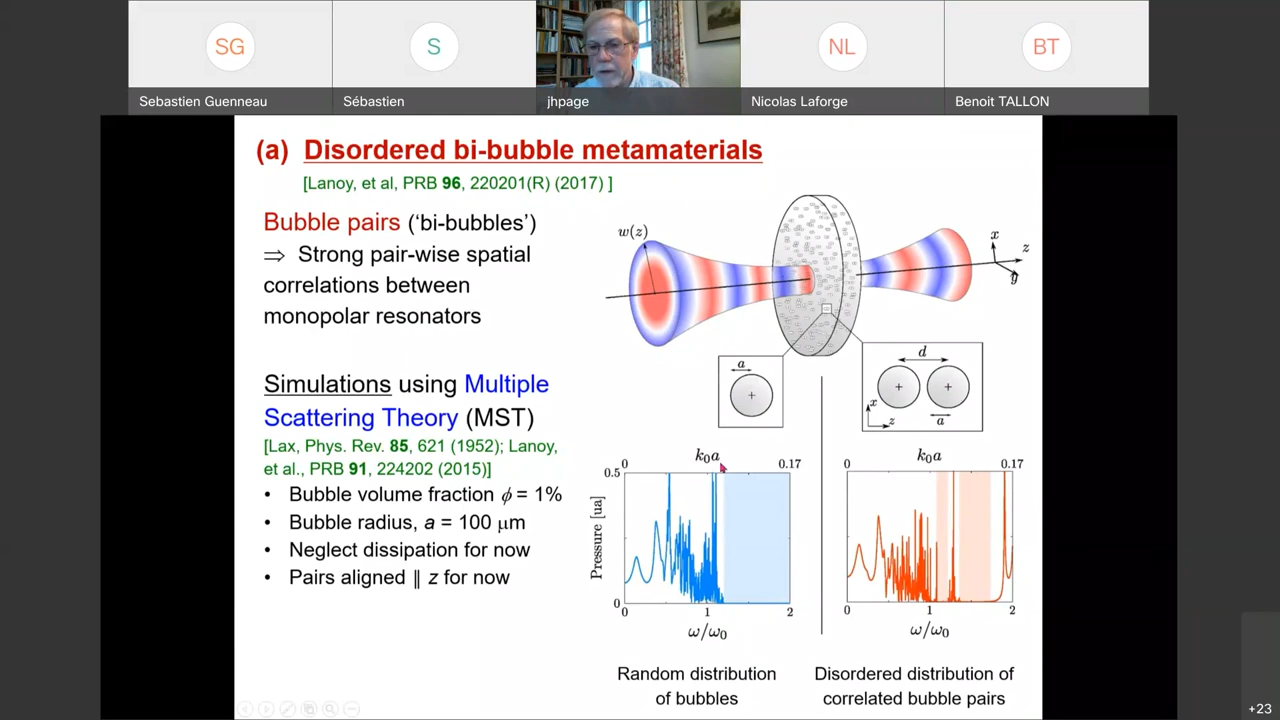 SG
S
NL
BT
Sebastien Guenneau
Sébastien
jhpage
Nicolas Laforge
Benoit TALLON
(a) Disordered bi-bubble metamaterials
[Lanoy, et al, PRB 96, 220201(R) (2017) ]
Bubble pairs (‘bi-bubbles’)
⇒ Strong pair-wise spatial
correlations between
monopolar resonators
Simulations using Multiple
Scattering Theory (MST)
[Lax, Phys. Rev. 85, 621 (1952); Lanoy,
et al., PRB 91, 224202 (2015)]
• Bubble volume fraction ϕ = 1%
• Bubble radius, a = 100 μm
• Neglect dissipation for now
• Pairs aligned ∥ z for now
w(z)
x
z
y
a
d
x
z
a
0 k₀a 0.17
0.5
Pressure [ua]
0
0 1 2
ω/ω₀
0 k₀a 0.17
0 1 2
ω/ω₀
Random distribution
of bubbles
Disordered distribution of
correlated bubble pairs
+23